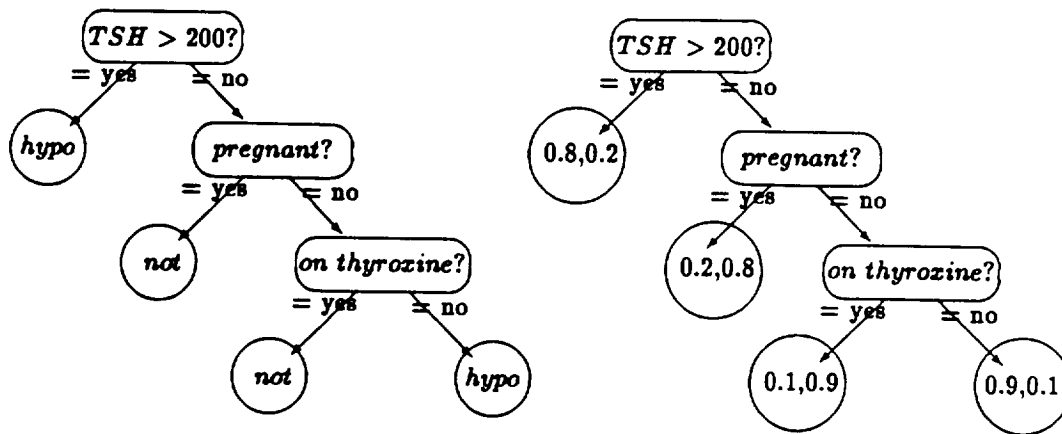 TSH > 200?
= yes
= no
hypo
pregnant?
= yes
= no
not
on thyroxine?
= yes
= no
not
hypo
TSH > 200?
= yes
= no
0.8,0.2
pregnant?
= yes
= no
0.2,0.8
on thyroxine?
= yes
= no
0.1,0.9
0.9,0.1